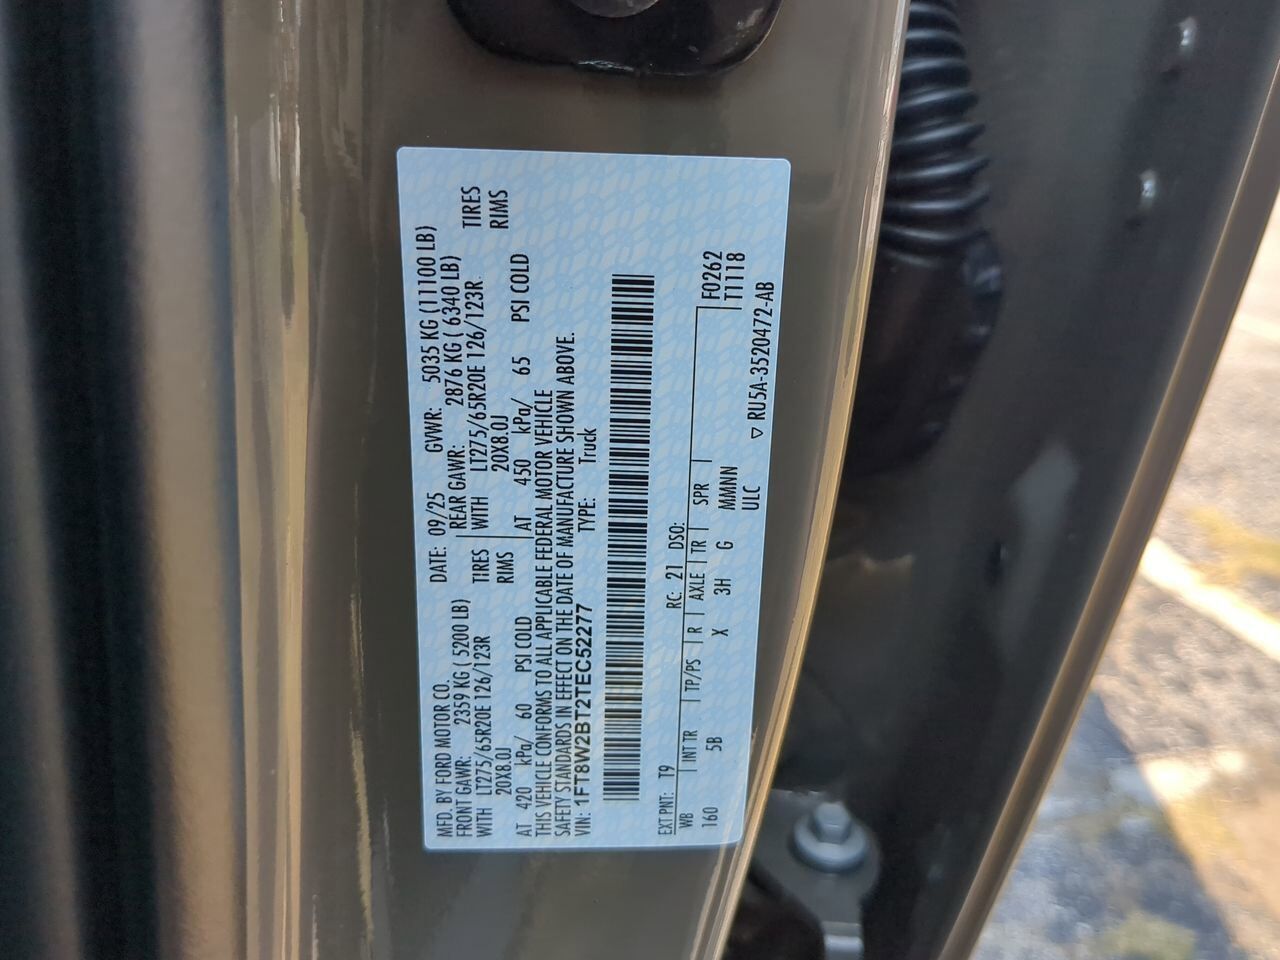 MFD. BY FORD MOTOR CO. DATE: 09/25 GVWR: 5035 KG (11100 LB)
FRONT GAWR: 2359 KG ( 5200 LB) REAR GAWR: 2876 KG ( 6340 LB)
WITH LT275/65R20E 126/123R TIRES WITH LT275/65R20E 126/123R TIRES
20X8.0J RIMS 20X8.0J RIMS
AT 420 kPa/ 60 PSI COLD AT 450 kPa/ 65 PSI COLD
THIS VEHICLE CONFORMS TO ALL APPLICABLE FEDERAL MOTOR VEHICLE
SAFETY STANDARDS IN EFFECT ON THE DATE OF MANUFACTURE SHOWN ABOVE.
VIN: 1FT8W2BT2TEC52277 TYPE: Truck
EXT PNT: T9 RC: 21 DSO:
WB INT TR TP/PS R AXLE TR SPR F0262
160 5B X 3H G MMNN T1118
ULC ▽ RU5A-3520472-AB